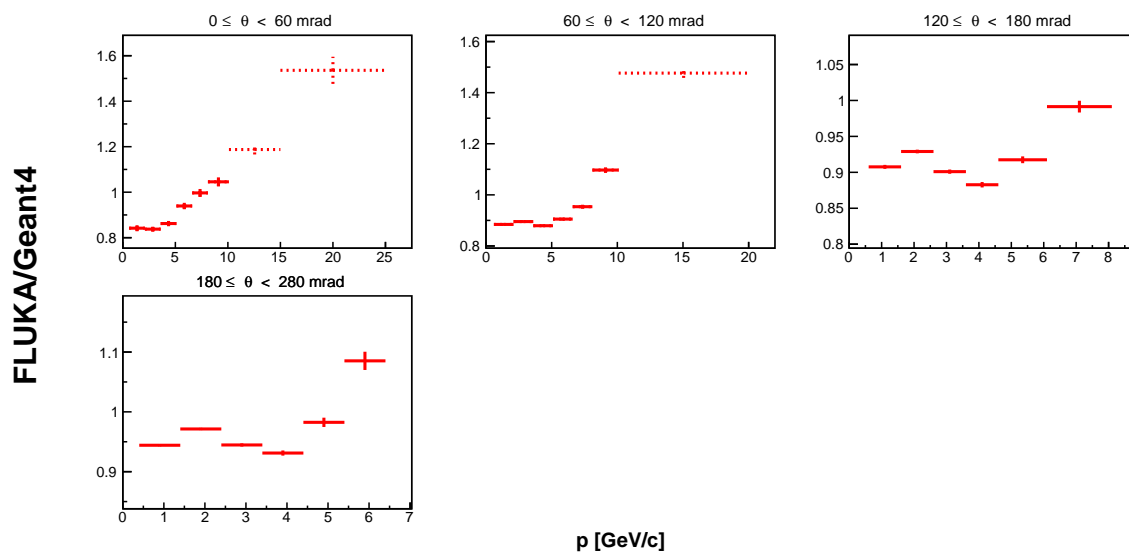 0 ≤ θ < 60 mrad
1.6
1.4
1.2
1
0.8
0 5 10 15 20 25
60 ≤ θ < 120 mrad
1.6
1.4
1.2
1
0.8
0 5 10 15 20
120 ≤ θ < 180 mrad
1.05
1
0.95
0.9
0.85
0.8
0 1 2 3 4 5 6 7 8
180 ≤ θ < 280 mrad
1.1
1
0.9
0 1 2 3 4 5 6 7
FLUKA/Geant4
p [GeV/c]